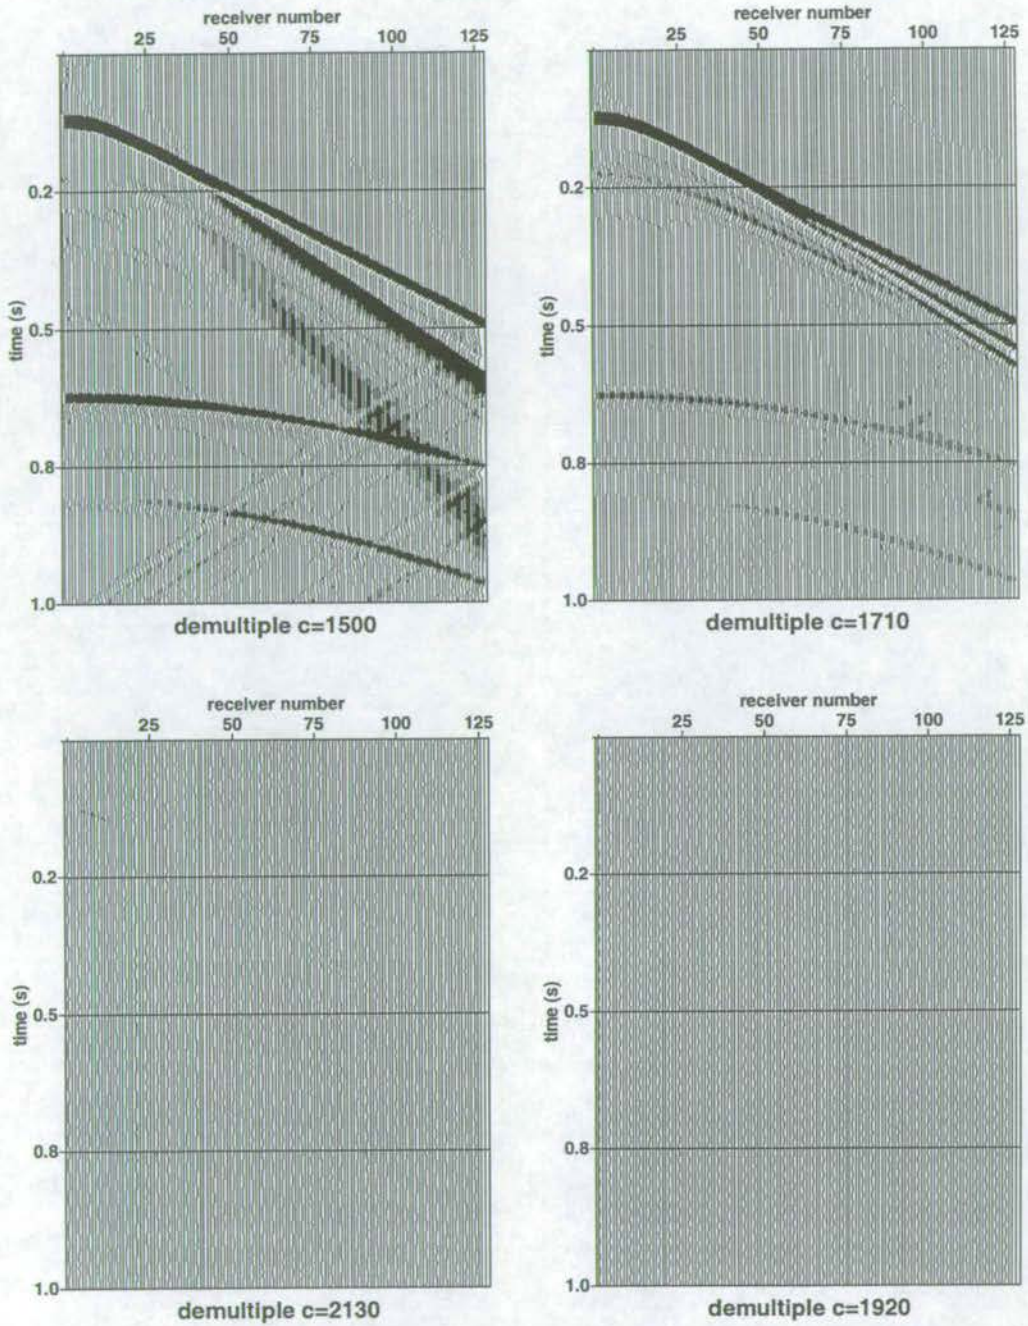 receiver number
25 50 75 100 125
0.2
0.5
0.8
1.0
time (s)
demultiple c=1500
receiver number
25 50 75 100 125
0.2
0.5
0.8
1.0
time (s)
demultiple c=1710
receiver number
25 50 75 100 125
0.2
0.5
0.8
1.0
time (s)
demultiple c=2130
receiver number
25 50 75 100 125
0.2
0.5
0.8
1.0
time (s)
demultiple c=1920